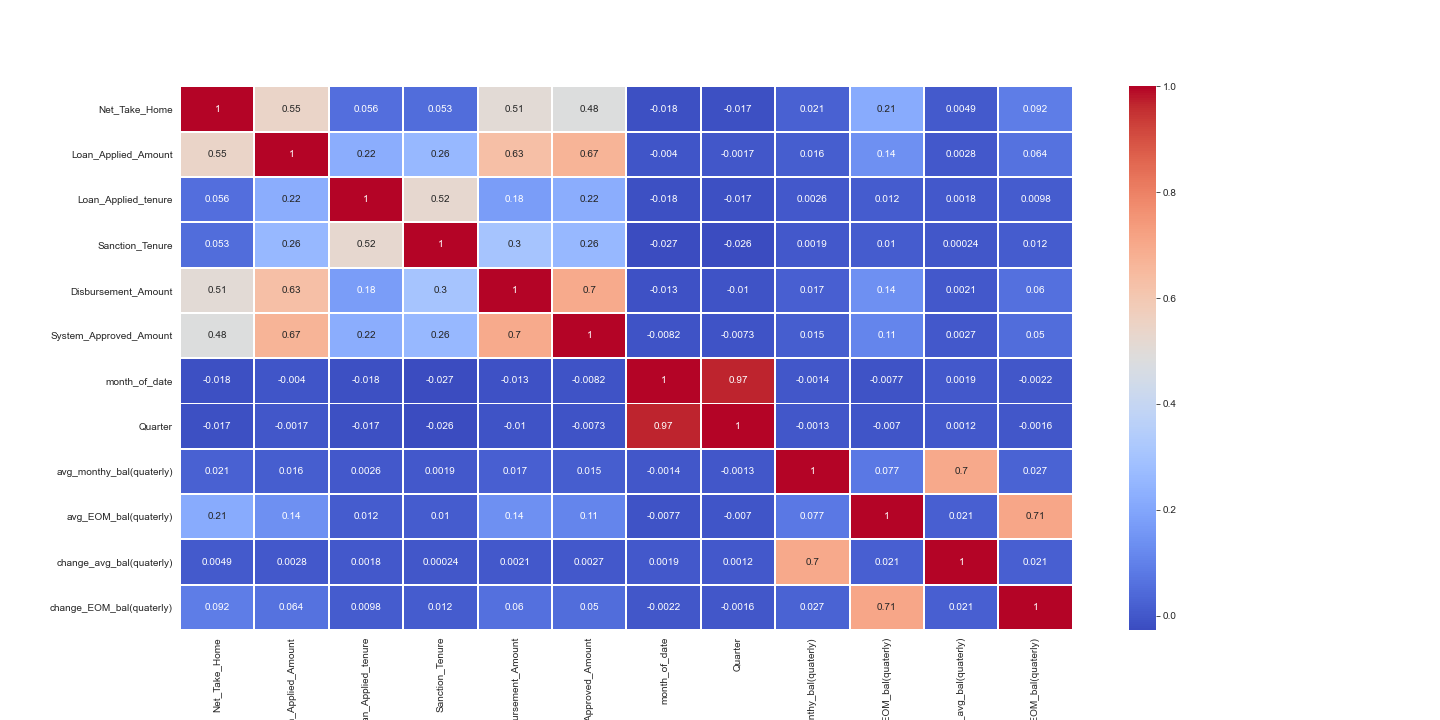 1.0
Net_Take_Home 1 0.55 0.056 0.053 0.51 0.48 -0.018 -0.017 0.021 0.21 0.0049 0.092
Loan_Applied_Amount 0.55 1 0.22 0.26 0.63 0.67 -0.004 -0.0017 0.016 0.14 0.0028 0.064
0.8
Loan_Applied_tenure 0.056 0.22 1 0.52 0.18 0.22 -0.018 -0.017 0.0026 0.012 0.0018 0.0098
Sanction_Tenure 0.053 0.26 0.52 1 0.3 0.26 -0.027 -0.026 0.0019 0.01 0.00024 0.012
Disbursement_Amount 0.51 0.63 0.18 0.3 1 0.7 -0.013 -0.01 0.017 0.14 0.0021 0.06
0.6
System_Approved_Amount 0.48 0.67 0.22 0.26 0.7 1 -0.0082 -0.0073 0.015 0.11 0.0027 0.05
month_of_date -0.018 -0.004 -0.018 -0.027 -0.013 -0.0082 1 0.97 -0.0014 -0.0077 0.0019 -0.0022
0.4
Quarter -0.017 -0.0017 -0.017 -0.026 -0.01 -0.0073 0.97 1 -0.0013 -0.007 0.0012 -0.0016
avg_monthy_bal(quaterly) 0.021 0.016 0.0026 0.0019 0.017 0.015 -0.0014 -0.0013 1 0.077 0.7 0.027
0.2
avg_EOM_bal(quaterly) 0.21 0.14 0.012 0.01 0.14 0.11 -0.0077 -0.007 0.077 1 0.021 0.71
change_avg_bal(quaterly) 0.0049 0.0028 0.0018 0.00024 0.0021 0.0027 0.0019 0.0012 0.7 0.021 1 0.021
change_EOM_bal(quaterly) 0.092 0.064 0.0098 0.012 0.06 0.05 -0.0022 -0.0016 0.027 0.71 0.021 1
0.0
Net_Take_Home
_Applied_Amount
an_Applied_tenure
Sanction_Tenure
ursement_Amount
Approved_Amount
month_of_date
Quarter
nthy_bal(quaterly)
EOM_bal(quaterly)
_avg_bal(quaterly)
EOM_bal(quaterly)